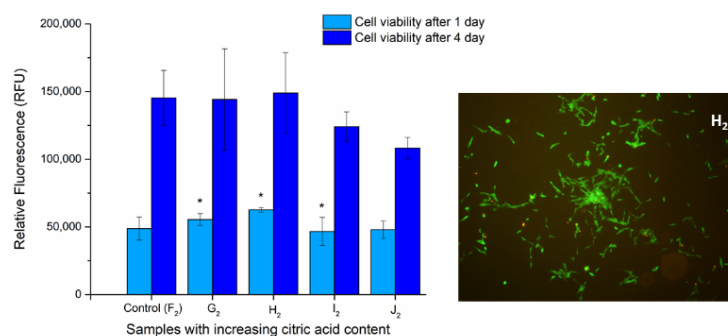 Cell viability after 1 day
Cell viability after 4 day
200,000
150,000
100,000
50,000
0
Relative Fluorescence (RFU)
*
*
*
Control (F₂)
G₂
H₂
I₂
J₂
Samples with increasing citric acid content
H₂